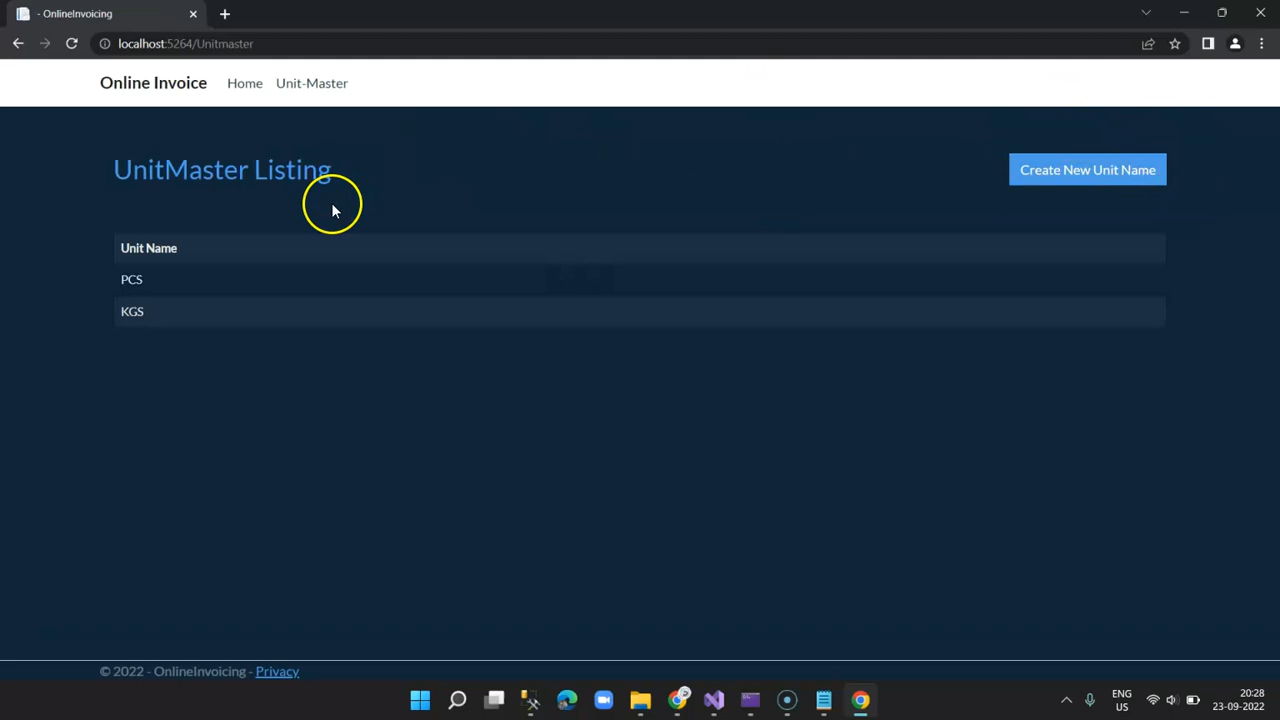 - OnlineInvoicing
localhost:5264/Unitmaster
Online Invoice Home Unit-Master
UnitMaster Listing
Create New Unit Name
Unit Name
PCS
KGS
© 2022 - OnlineInvoicing - Privacy
ENG 20:28
US 23-09-2022